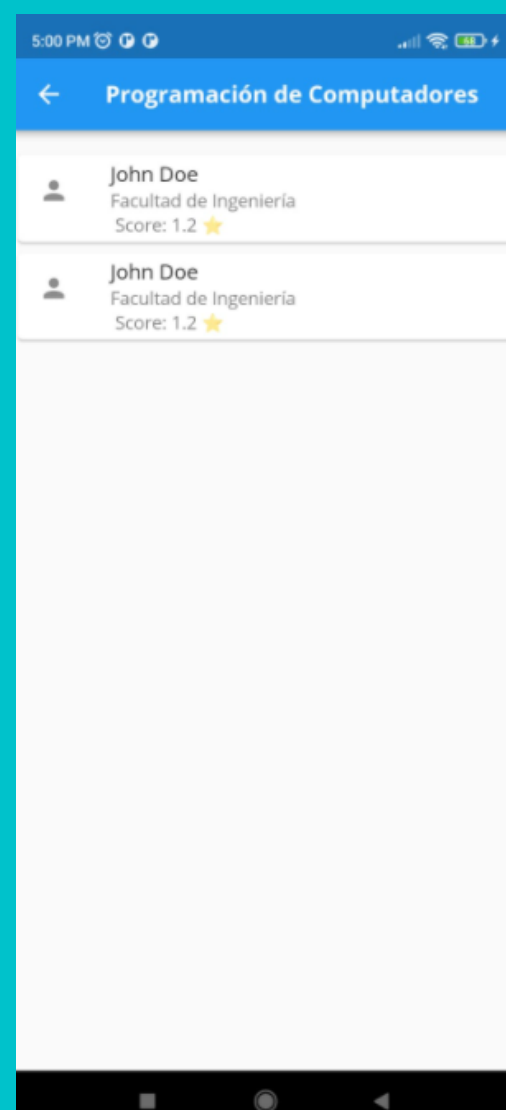 5:00 PM
68
Programación de Computadores
John Doe
Facultad de Ingeniería
Score: 1.2 ⭐
John Doe
Facultad de Ingeniería
Score: 1.2 ⭐